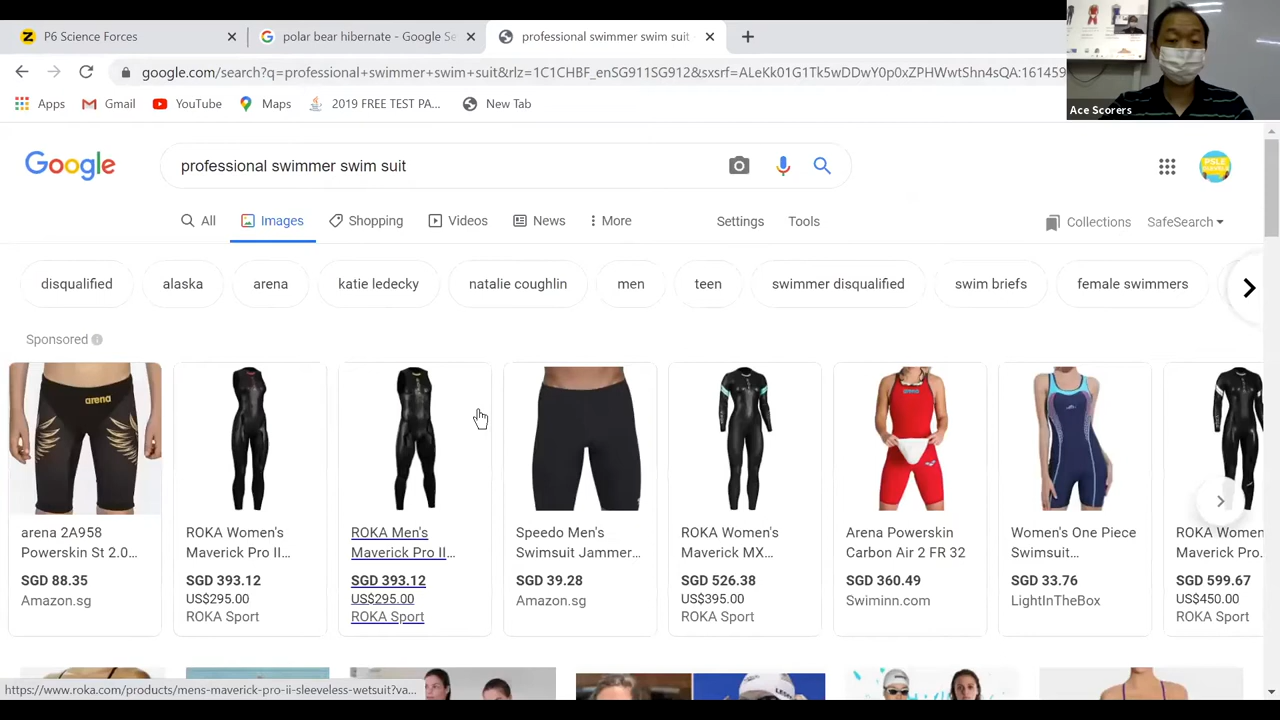 P6 Science Forces
polar bear hiberna - Go Se
professional swimmer swim suit
google.com/search?q=professional+swimmer+swim+suit&rlz=1C1CHBF_enSG911SG912&sxsrf=ALeKk01G1Tk5wDDwY0p0xZPHWwtShn4sQA:161459
Apps
Gmail
YouTube
Maps
2019 FREE TEST PA...
New Tab
Ace Scorers
Google
professional swimmer swim suit
PSLE
All
Images
Shopping
Videos
News
More
Settings
Tools
Collections
SafeSearch
disqualified
alaska
arena
katie ledecky
natalie coughlin
men
teen
swimmer disqualified
swim briefs
female swimmers
Sponsored
arena
arena 2A958
Powerskin St 2.0...
SGD 88.35
Amazon.sg
ROKA Women's
Maverick Pro II...
SGD 393.12
US$295.00
ROKA Sport
ROKA Men's
Maverick Pro II...
SGD 393.12
US$295.00
ROKA Sport
Speedo Men's
Swimsuit Jammer...
SGD 39.28
Amazon.sg
ROKA Women's
Maverick MX...
SGD 526.38
US$395.00
ROKA Sport
Arena Powerskin
Carbon Air 2 FR 32
SGD 360.49
Swiminn.com
Women's One Piece
Swimsuit...
SGD 33.76
LightInTheBox
ROKA Women's
Maverick Pro...
SGD 599.67
US$450.00
ROKA Sport
https://www.roka.com/products/mens-maverick-pro-ii-sleeveless-wetsuit?va...